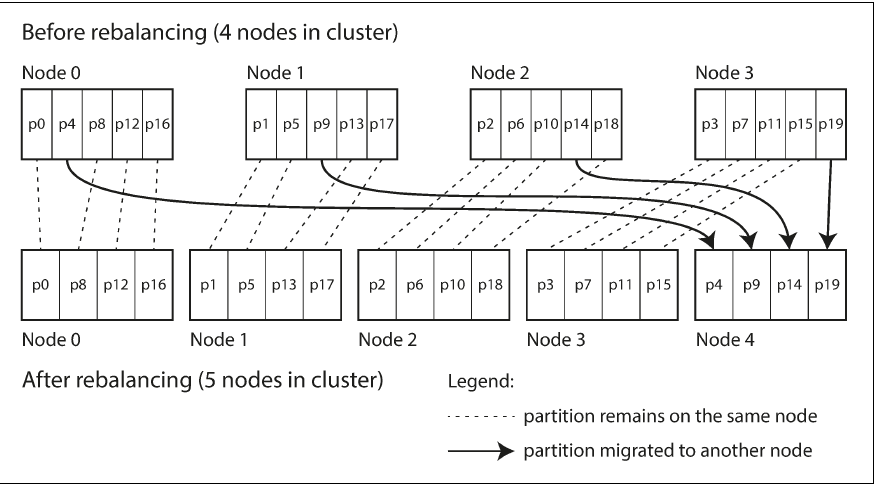 Before rebalancing (4 nodes in cluster)
Node 0 Node 1 Node 2 Node 3
p0 p4 p8 p12 p16 p1 p5 p9 p13 p17 p2 p6 p10 p14 p18 p3 p7 p11 p15 p19
p0 p8 p12 p16 p1 p5 p13 p17 p2 p6 p10 p18 p3 p7 p11 p15 p4 p9 p14 p19
Node 0 Node 1 Node 2 Node 3 Node 4
After rebalancing (5 nodes in cluster)
Legend:
partition remains on the same node
partition migrated to another node